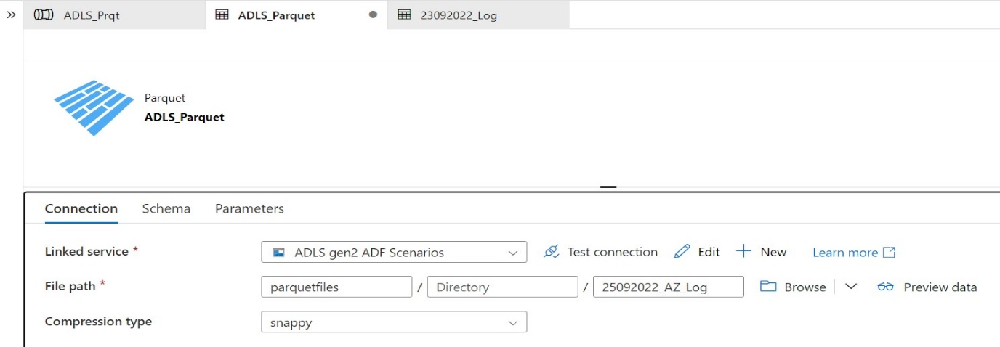 ADLS_Prqt ADLS_Parquet 23092022_Log
Parquet
ADLS_Parquet
Connection Schema Parameters
Linked service * ADLS gen2 ADF Scenarios Test connection Edit New Learn more
File path * parquetfiles / Directory / 25092022_AZ_Log Browse Preview data
Compression type snappy